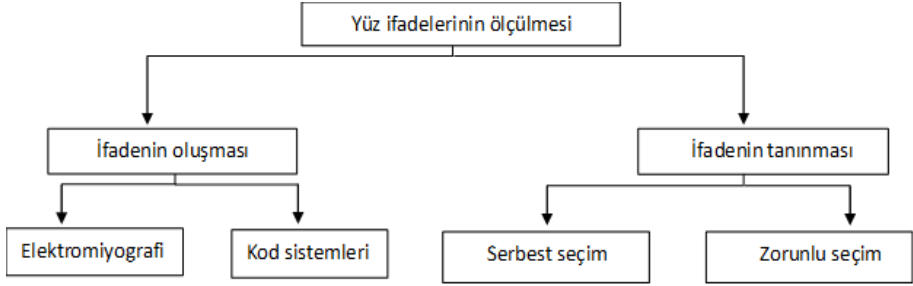 Yüz ifadelerinin ölçülmesi
İfadenin oluşması
İfadenin tanınması
Elektromiyografi
Kod sistemleri
Serbest seçim
Zorunlu seçim